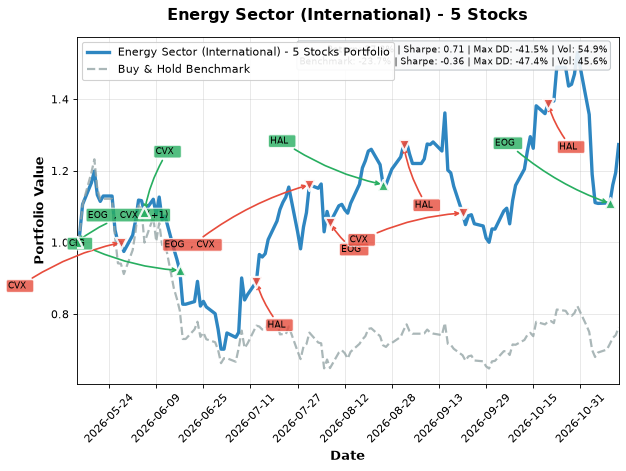 Energy Sector (International) - 5 Stocks
Energy Sector (International) - 5 Stocks Portfolio
Buy & Hold Benchmark
| Sharpe: 0.71 | Max DD: -41.5% | Vol: 54.9%
Benchmark: -23.7% | Sharpe: -0.36 | Max DD: -47.4% | Vol: 45.6%
Portfolio Value
1.4
1.2
1.0
0.8
CVX
HAL
EOG
HAL
EOG , CVX +1)
HAL
EOG , CVX
CVX
EOG
CVX
HAL
2026-05-24
2026-06-09
2026-06-25
2026-07-11
2026-07-27
2026-08-12
2026-08-28
2026-09-13
2026-09-29
2026-10-15
2026-10-31
Date